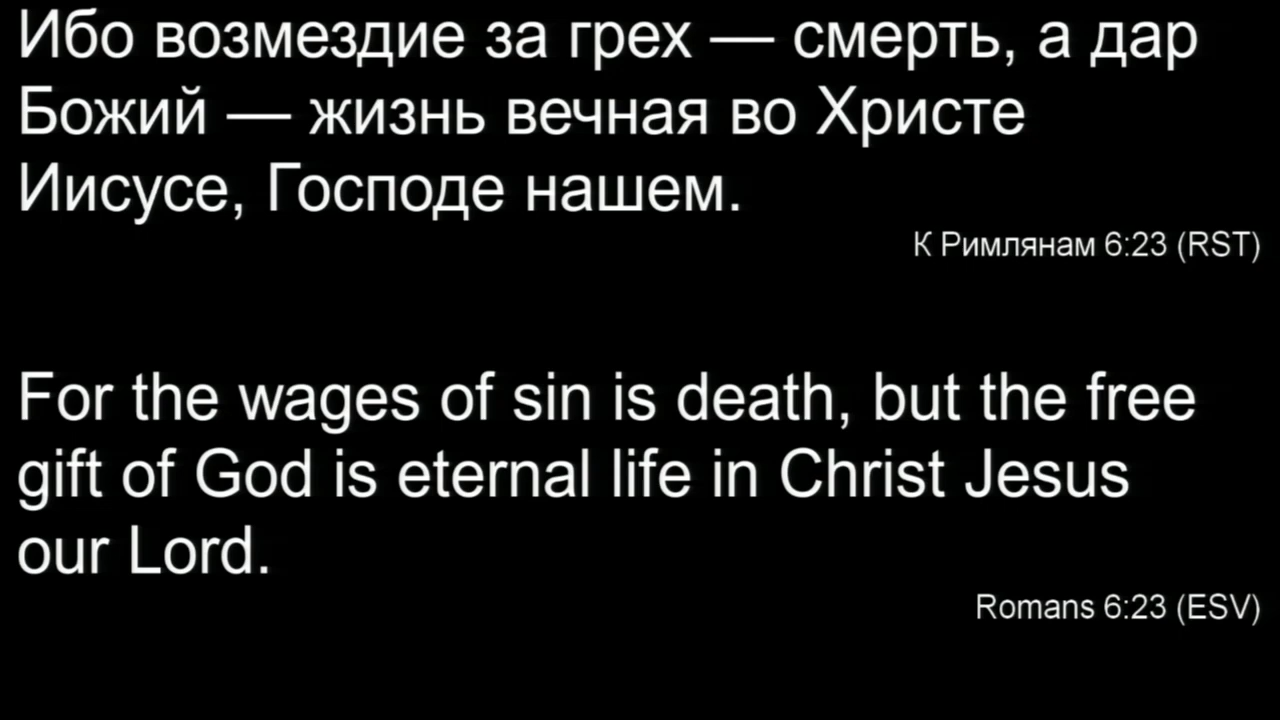 Ибо возмездие за грех — смерть, а дар
Божий — жизнь вечная во Христе
Иисусе, Господе нашем.
К Римлянам 6:23 (RST)
For the wages of sin is death, but the free
gift of God is eternal life in Christ Jesus
our Lord.
Romans 6:23 (ESV)